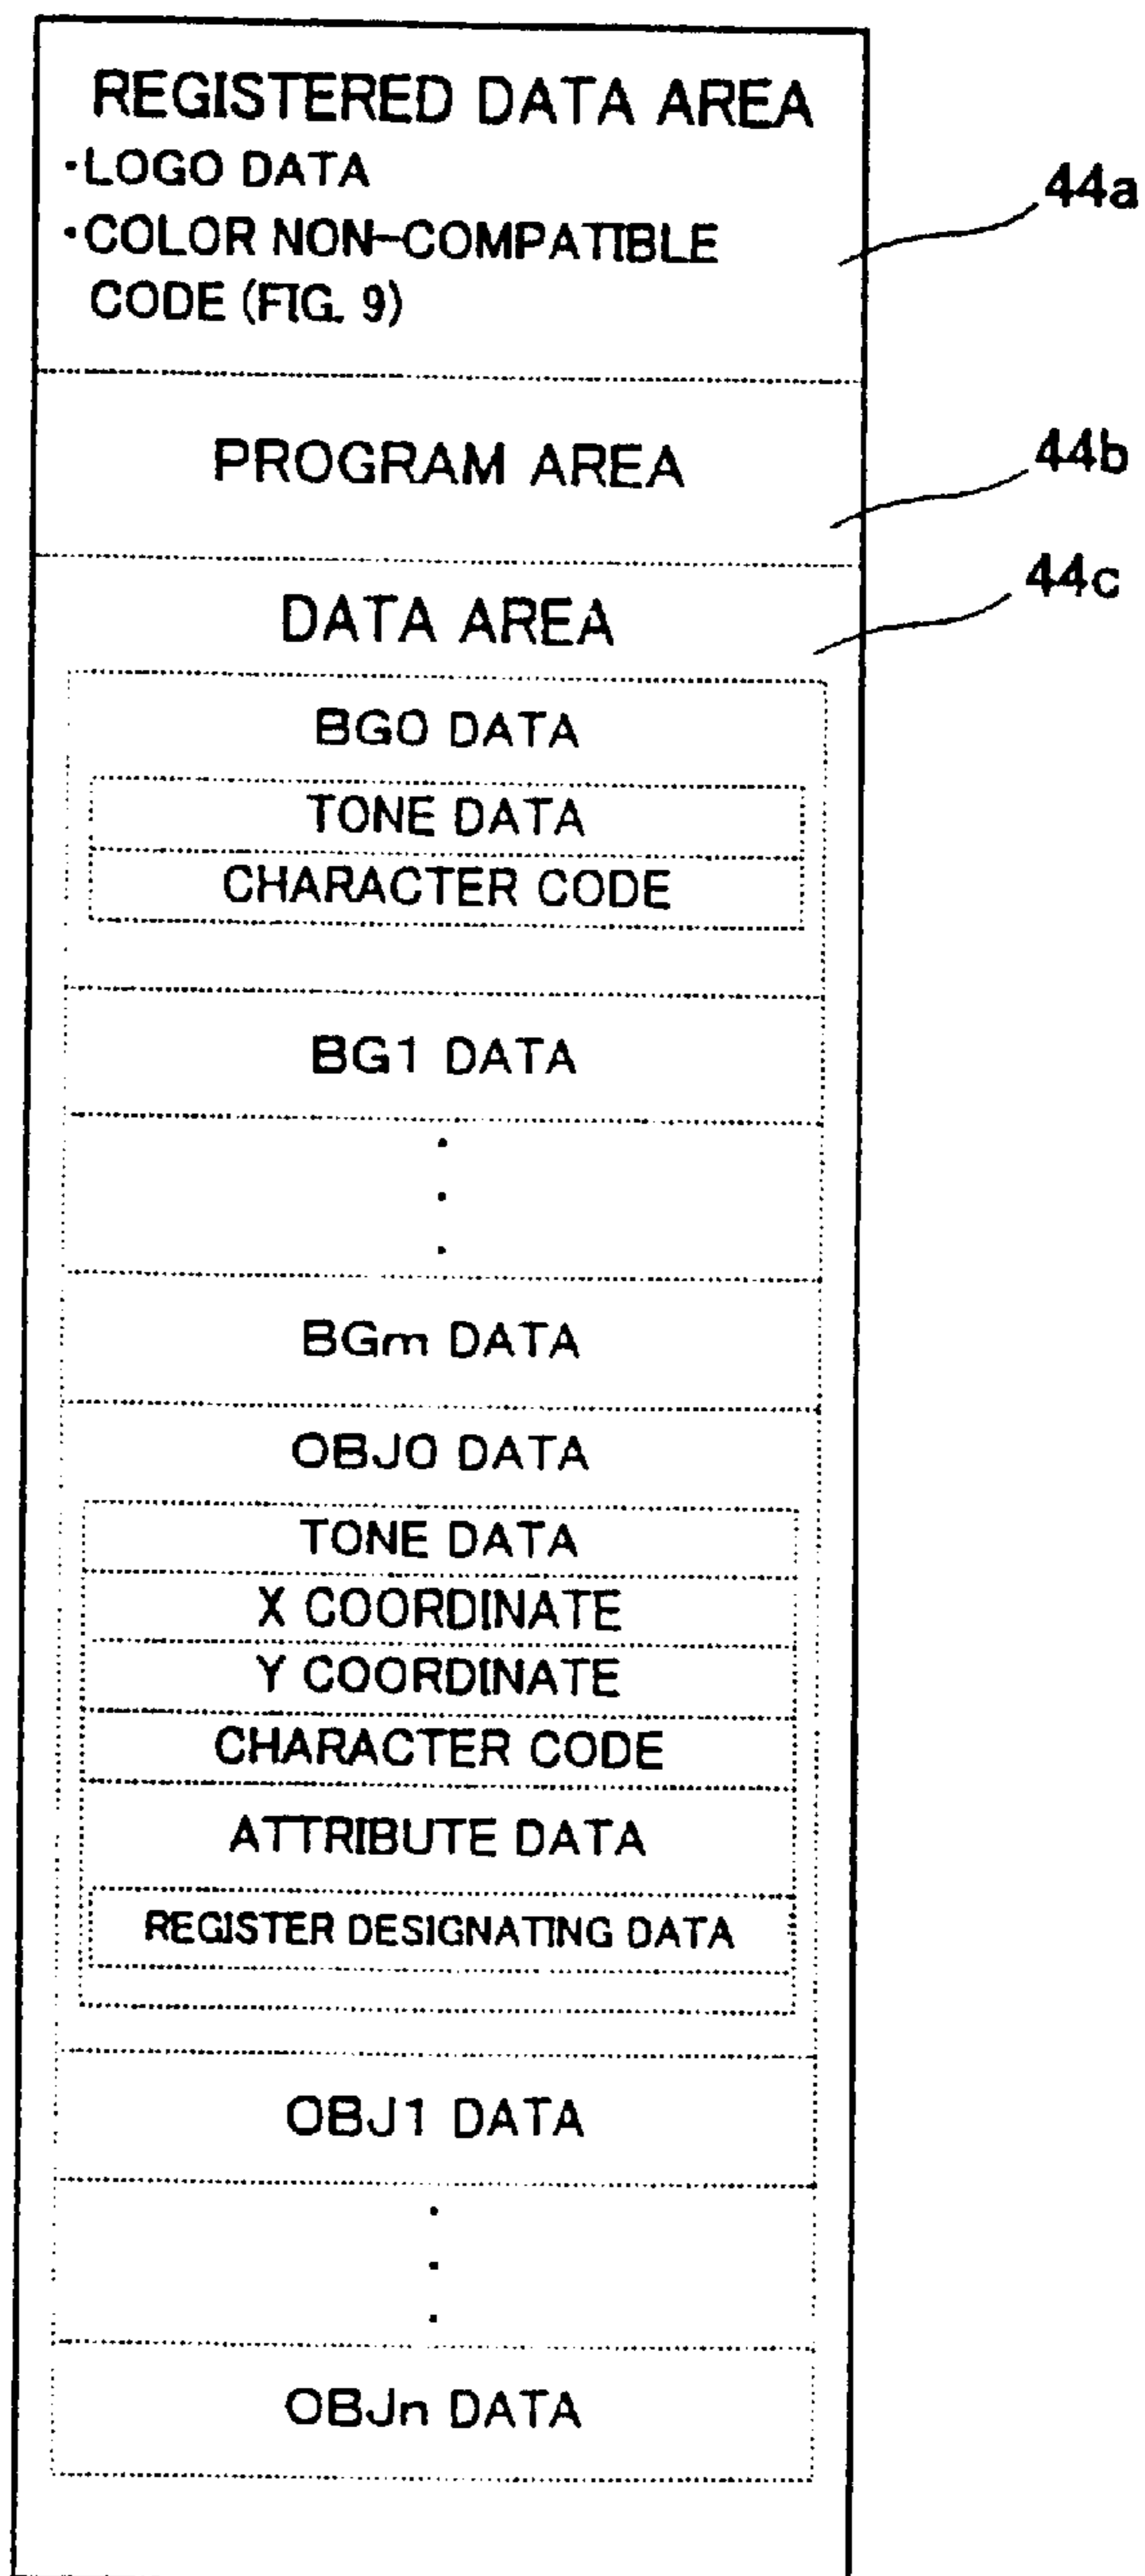 REGISTERED DATA AREA
·LOGO DATA
·COLOR NON-COMPATIBLE
CODE (FIG. 9)
44a
PROGRAM AREA
44b
DATA AREA
44c
BG0 DATA
TONE DATA
CHARACTER CODE
BG1 DATA
BGm DATA
OBJ0 DATA
TONE DATA
X COORDINATE
Y COORDINATE
CHARACTER CODE
ATTRIBUTE DATA
REGISTER DESIGNATING DATA
OBJ1 DATA
OBJn DATA